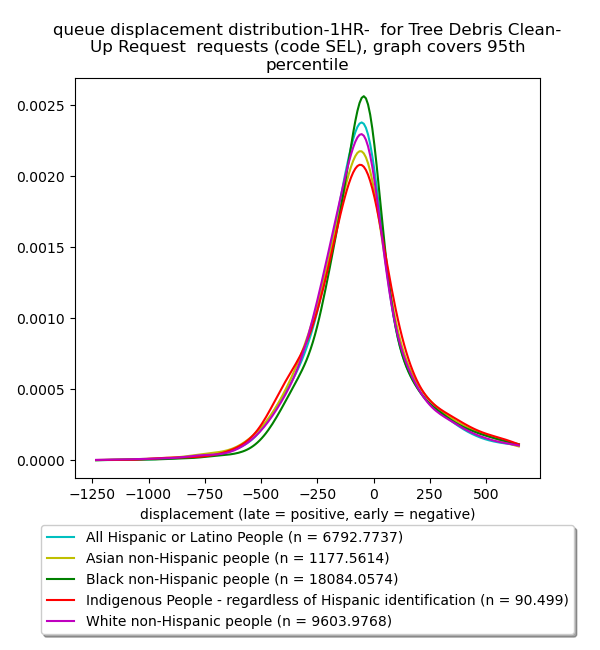 queue displacement distribution-1HR-  for Tree Debris Clean-
Up Request  requests (code SEL), graph covers 95th
percentile
0.0025
0.0020
0.0015
0.0010
0.0005
0.0000
−1250 −1000 −750 −500 −250 0 250 500
displacement (late = positive, early = negative)
All Hispanic or Latino People (n = 6792.7737)
Asian non-Hispanic people (n = 1177.5614)
Black non-Hispanic people (n = 18084.0574)
Indigenous People - regardless of Hispanic identification (n = 90.499)
White non-Hispanic people (n = 9603.9768)